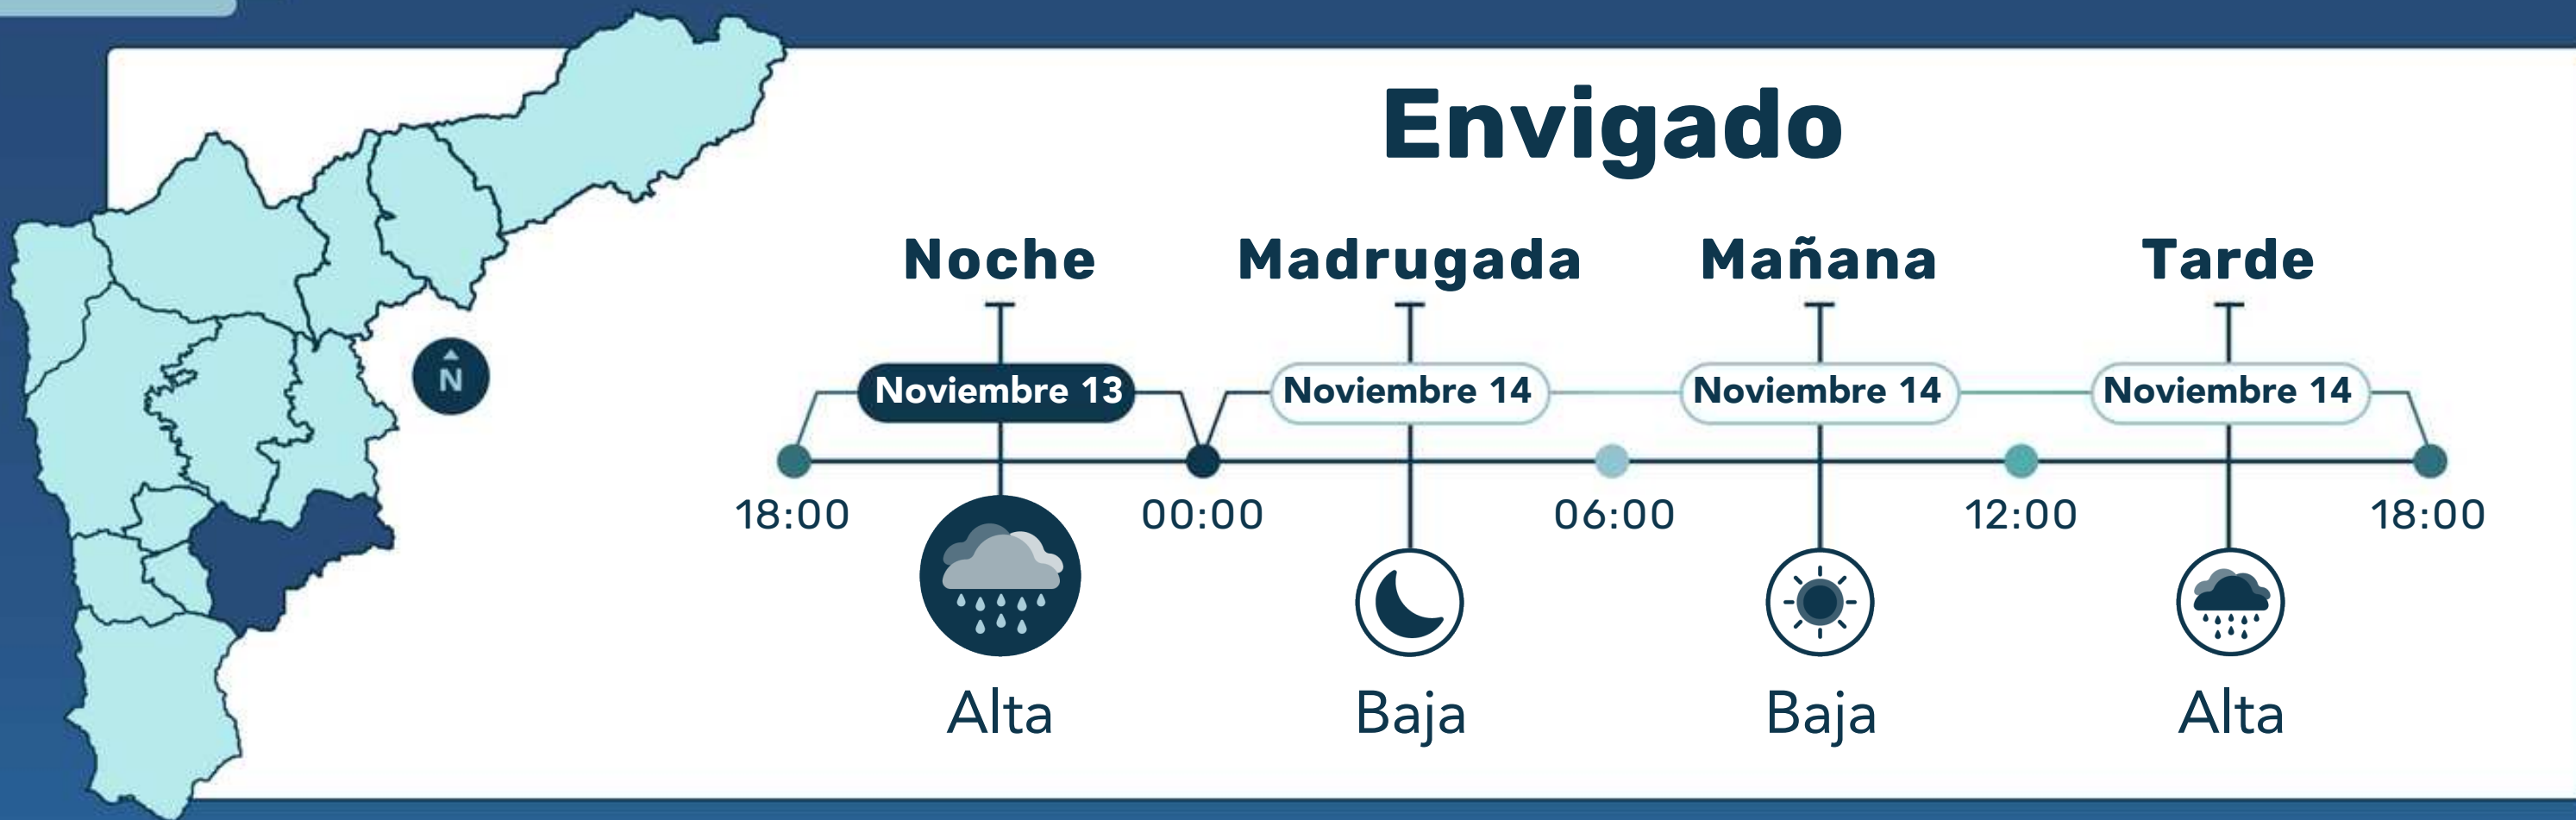 Envigado
Noche Madrugada Mañana Tarde
N
Noviembre 13 Noviembre 14 Noviembre 14 Noviembre 14
18:00 00:00 06:00 12:00 18:00
Alta Baja Baja Alta